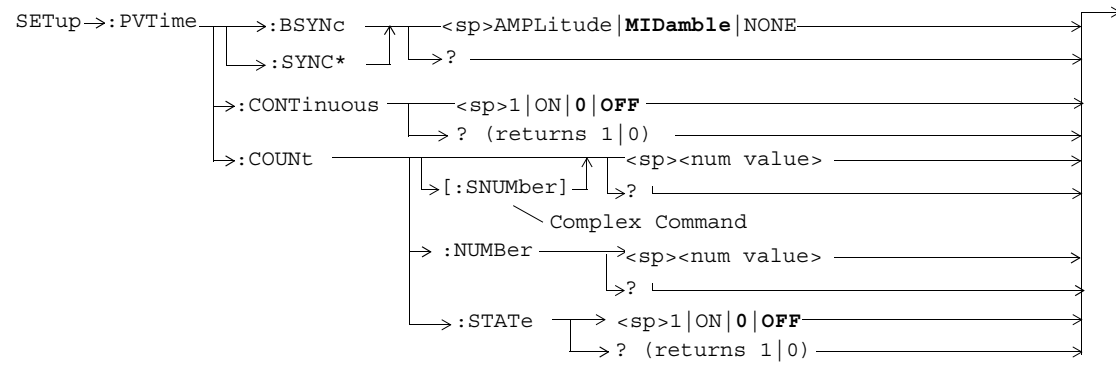 SETup :PVTime :BSYNc <sp>AMPLitude|MIDamble|NONE
:SYNC* ?
:CONTinuous <sp>1|ON|0|OFF
? (returns 1|0)
:COUNt <sp><num value>
[:SNUMber] ?
Complex Command
:NUMBer <sp><num value>
?
:STATe <sp>1|ON|0|OFF
? (returns 1|0)